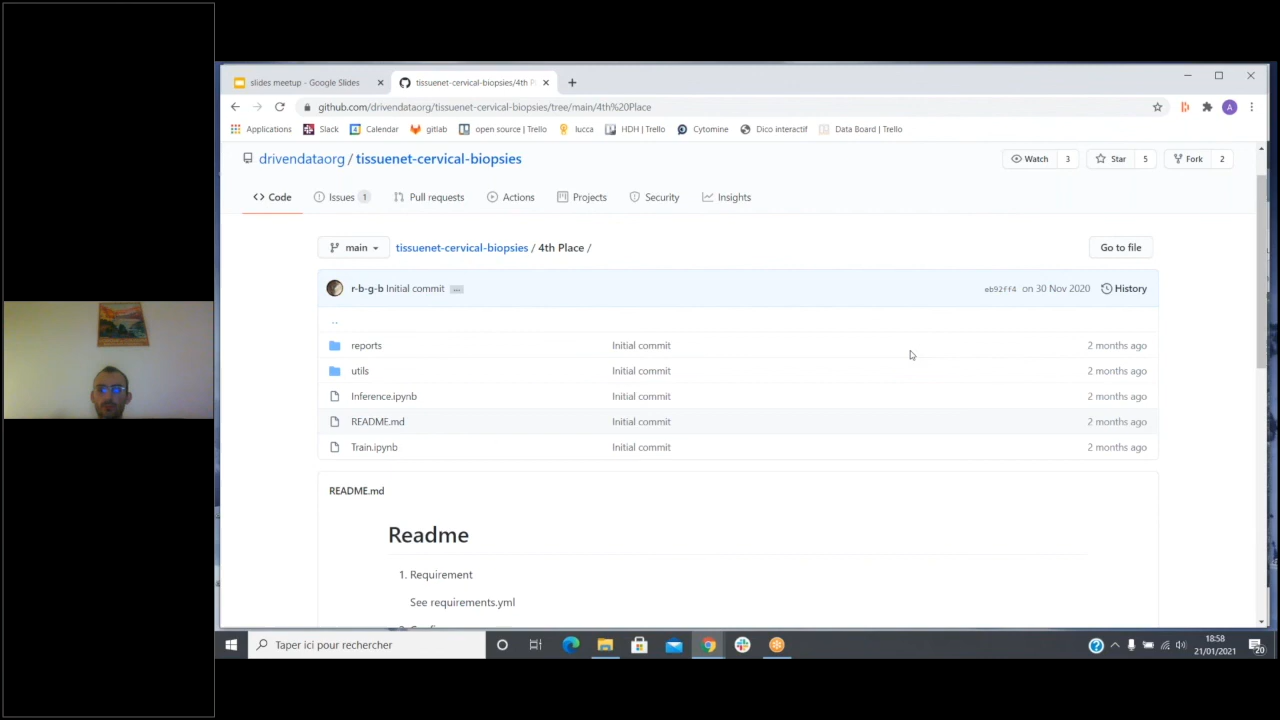 slides meetup - Google Slides
tissuenet-cervical-biopsies/4th P
github.com/drivendataorg/tissuenet-cervical-biopsies/tree/main/4th%20Place
A
Applications Slack Calendar gitlab open source | Trello lucca HDH | Trello Cytomine Dico interactif Data Board | Trello
drivendataorg / tissuenet-cervical-biopsies
Watch 3 Star 5 Fork 2
Code Issues 1 Pull requests Actions Projects Security Insights
main tissuenet-cervical-biopsies / 4th Place / Go to file
r-b-g-b Initial commit ... eb92ff4 on 30 Nov 2020 History
..
reports Initial commit 2 months ago
utils Initial commit 2 months ago
Inference.ipynb Initial commit 2 months ago
README.md Initial commit 2 months ago
Train.ipynb Initial commit 2 months ago
README.md
Readme
1. Requirement
See requirements.yml
Taper ici pour rechercher
18:58
21/01/2021
20